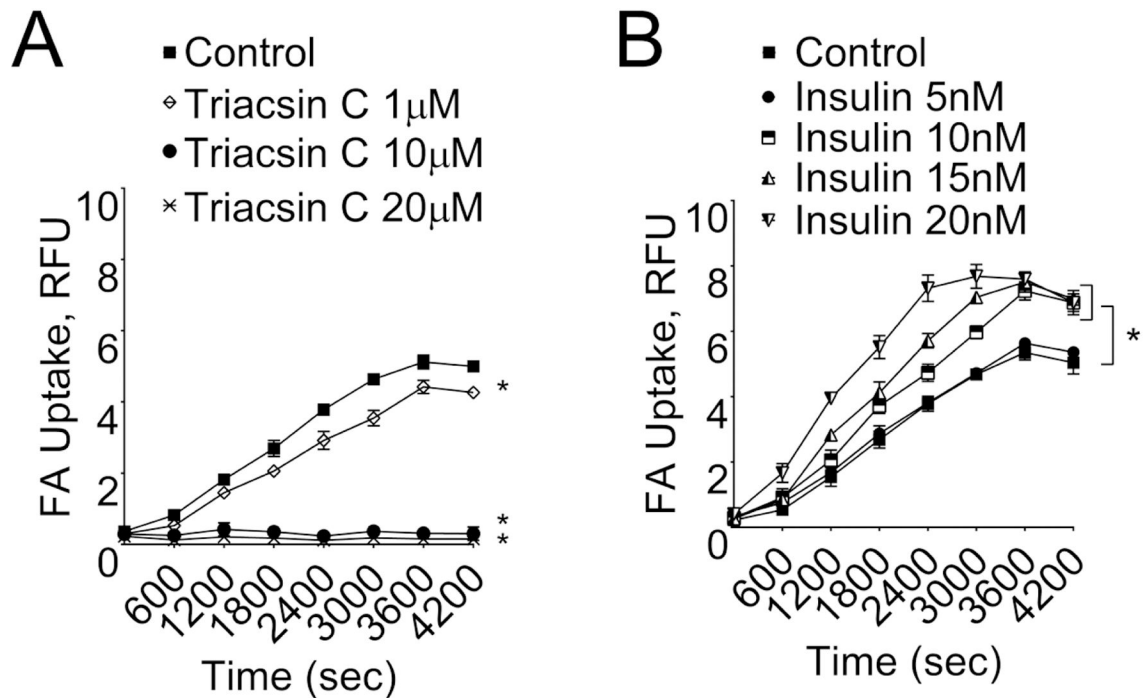 A
Control
Triacsin C 1μM
Triacsin C 10μM
Triacsin C 20μM
FA Uptake, RFU
10
8
6
4
2
0
*
*
*
600
1200
1800
2400
3000
3600
4200
Time (sec)
B
Control
Insulin 5nM
Insulin 10nM
Insulin 15nM
Insulin 20nM
FA Uptake, RFU
10
8
6
4
2
0
*
600
1200
1800
2400
3000
3600
4200
Time (sec)